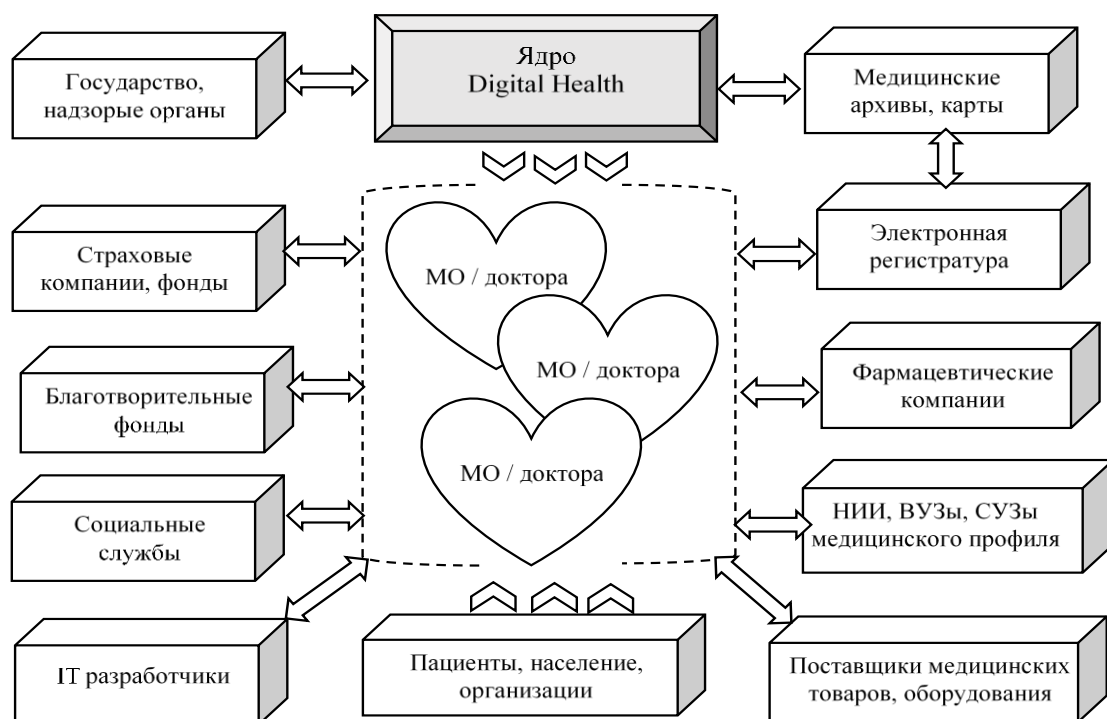 Ядро
Digital Health
Государство,
надзорые органы
Медицинские
архивы, карты
Страховые
компании, фонды
МО / доктора
Электронная
регистратура
Благотворительные
фонды
МО / доктора
Фармацевтические
компании
Социальные
службы
МО / доктора
НИИ, ВУЗы, СУЗы
медицинского профиля
IT разработчики
Пациенты, население,
организации
Поставщики медицинских
товаров, оборудования